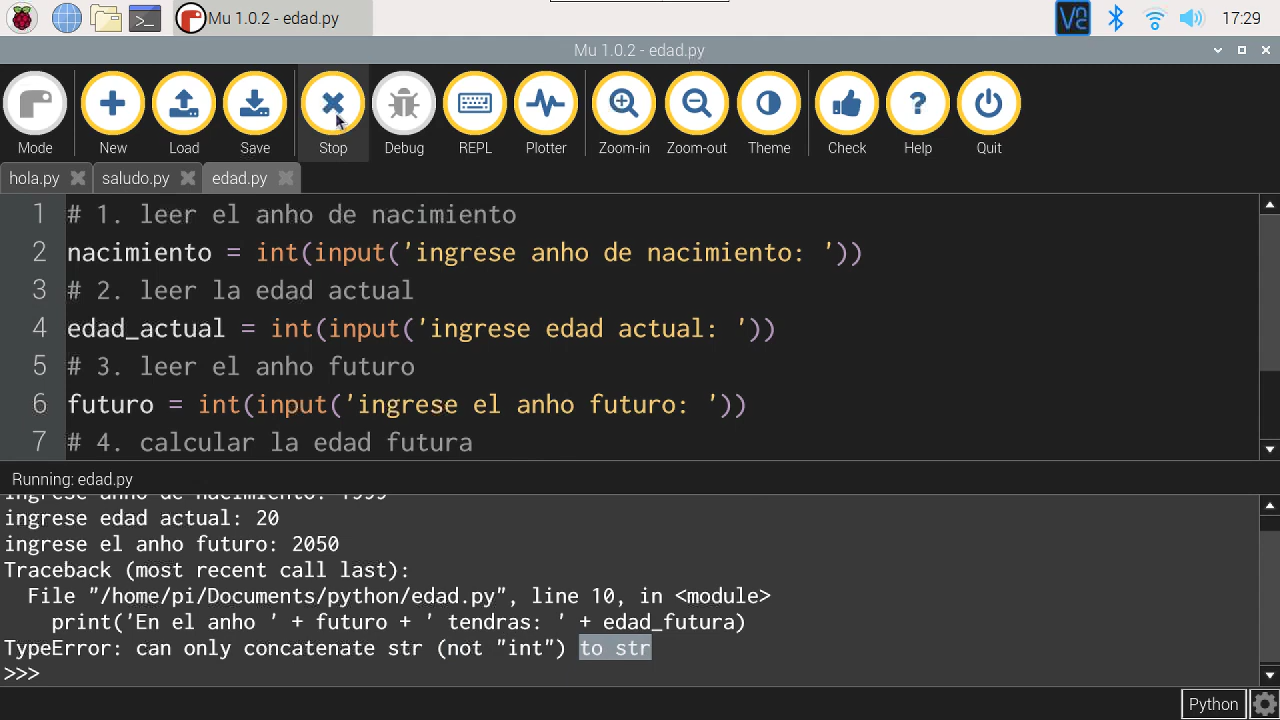 Mu 1.0.2 - edad.py
17:29
Mu 1.0.2 - edad.py
Mode New Load Save Stop Debug REPL Plotter Zoom-in Zoom-out Theme Check Help Quit
hola.py saludo.py edad.py
1 # 1. leer el anho de nacimiento
2 nacimiento = int(input('ingrese anho de nacimiento: '))
3 # 2. leer la edad actual
4 edad_actual = int(input('ingrese edad actual: '))
5 # 3. leer el anho futuro
6 futuro = int(input('ingrese el anho futuro: '))
7 # 4. calcular la edad futura
Running: edad.py
ingrese anho de nacimiento: 1999
ingrese edad actual: 20
ingrese el anho futuro: 2050
Traceback (most recent call last):
File "/home/pi/Documents/python/edad.py", line 10, in <module>
print('En el anho ' + futuro + ' tendras: ' + edad_futura)
TypeError: can only concatenate str (not "int") to str
>>>
Python